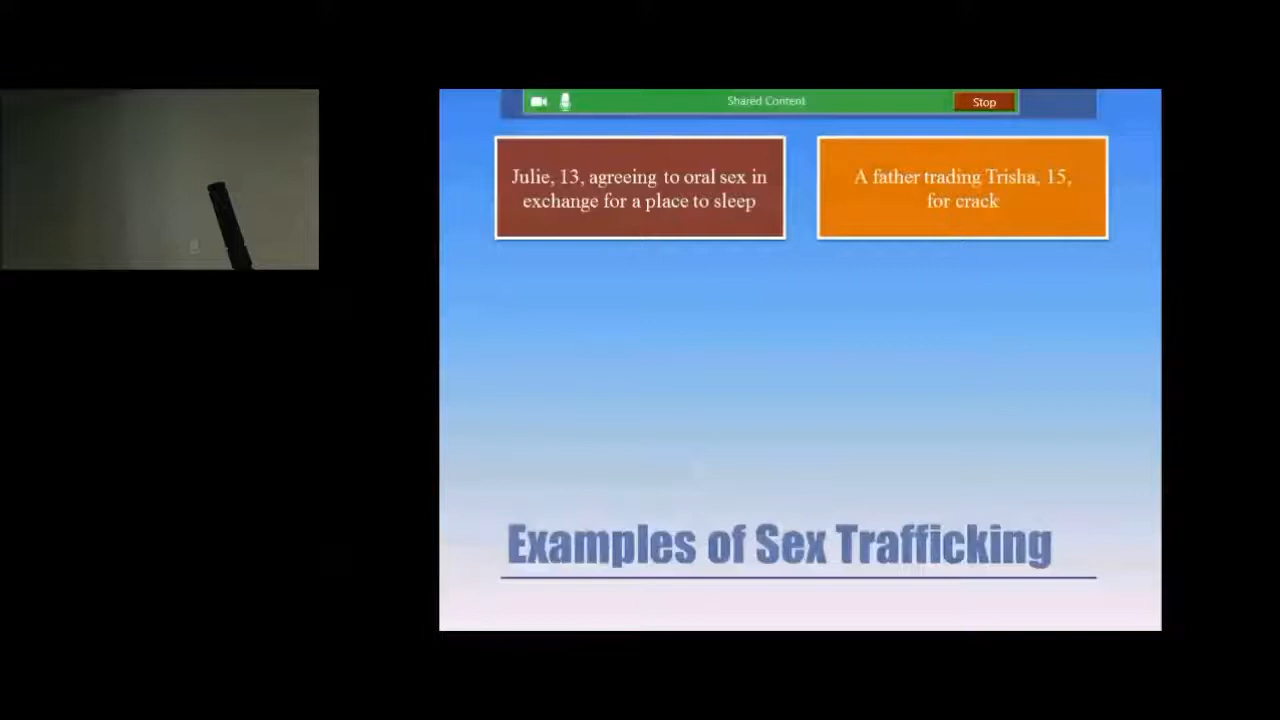 Shared Content
Stop
Julie, 13, agreeing to oral sex in
exchange for a place to sleep
A father trading Trisha, 15,
for crack
Examples of Sex Trafficking